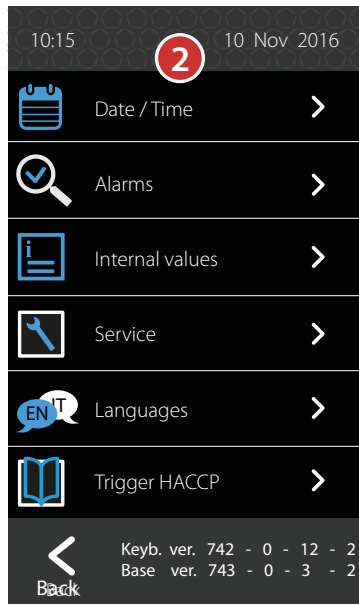 10:15 10 Nov 2016
2
Date / Time
Alarms
i
Internal values
Service
EN IT
Languages
Trigger HACCP
Keyb. ver. 742 - 0 - 12 - 2
Base ver. 743 - 0 - 3 - 2
Back